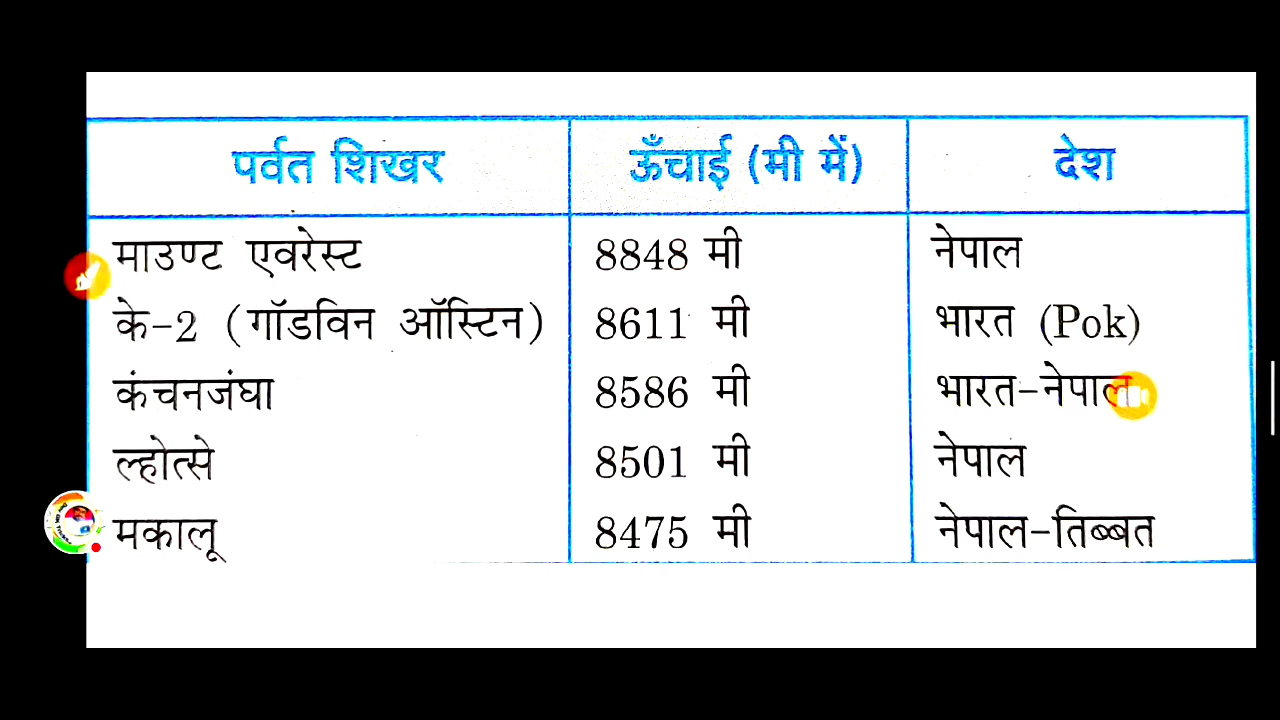 पर्वत शिखर ऊँचाई (मी में) देश
माउण्ट एवरेस्ट 8848 मी नेपाल
के-2 (गॉडविन ऑस्टिन) 8611 मी भारत (Pok)
कंचनजंघा 8586 मी भारत-नेपाल
ल्होत्से 8501 मी नेपाल
मकालू 8475 मी नेपाल-तिब्बत